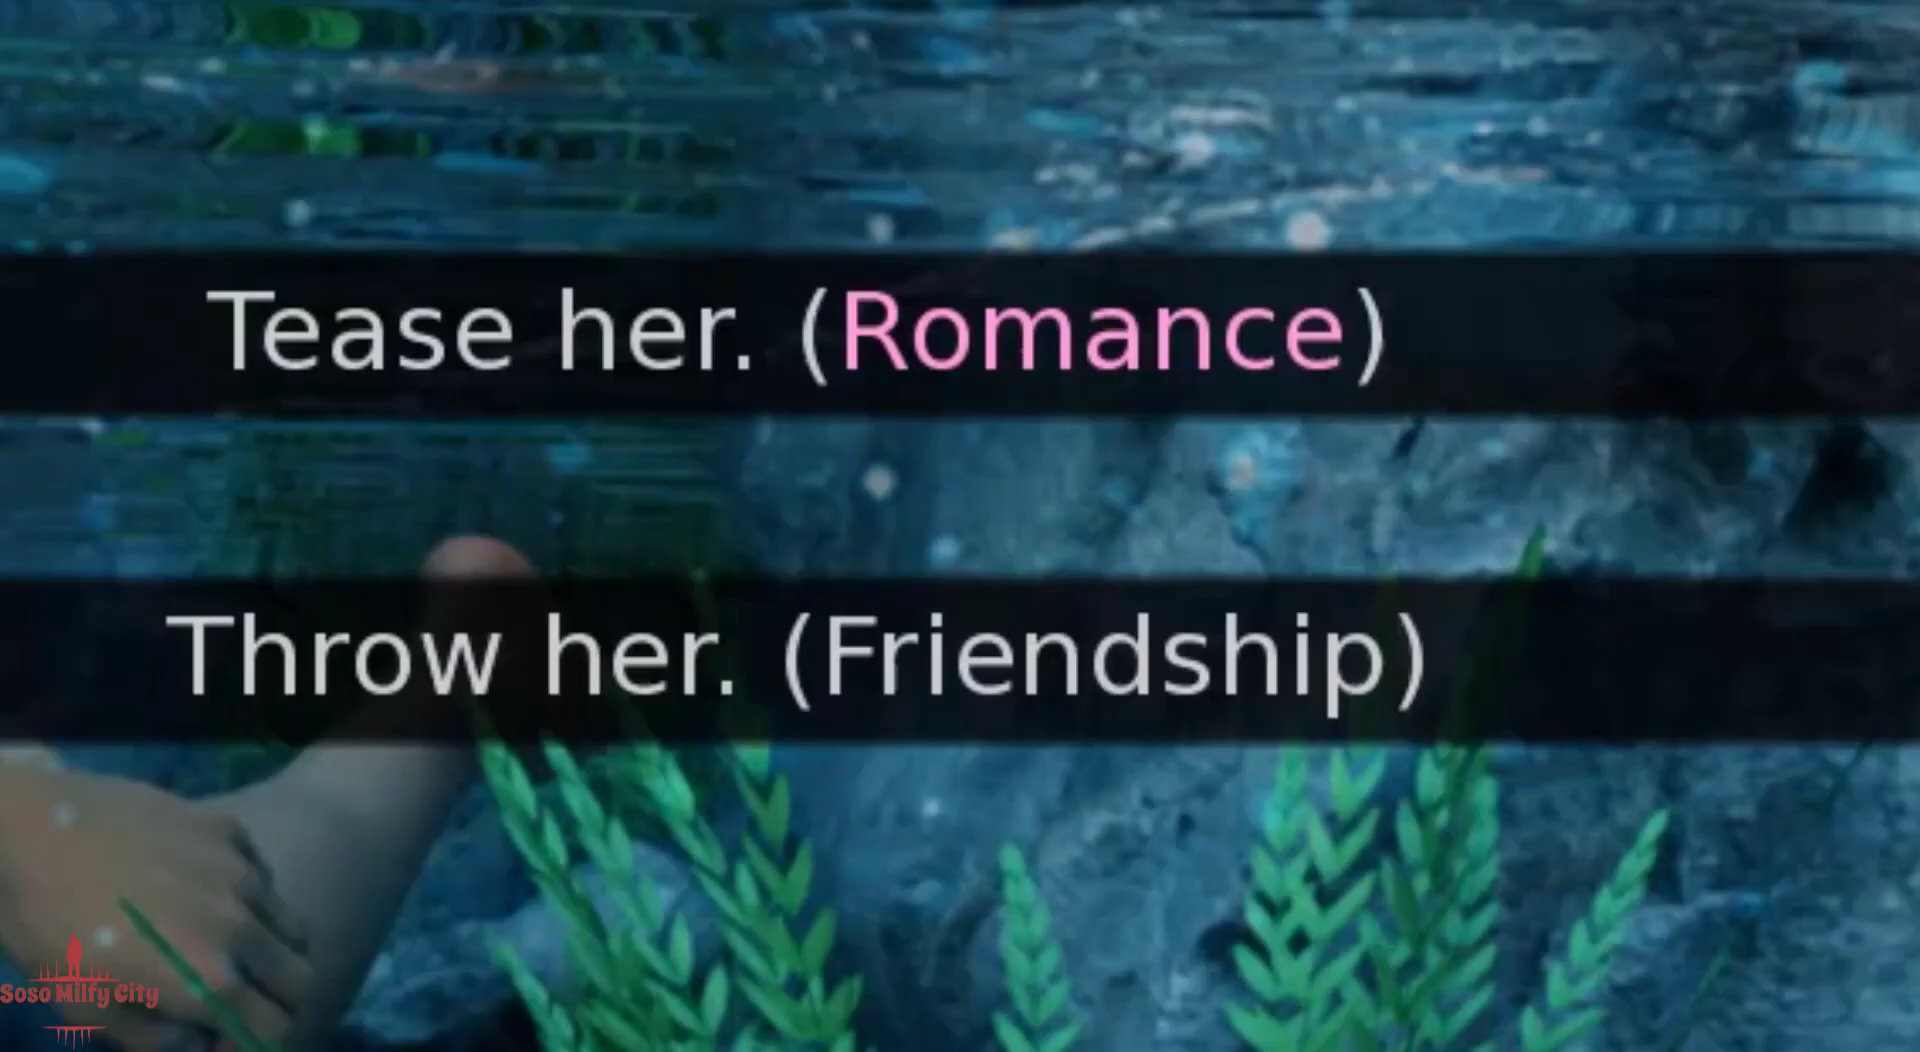 Tease her. (Romance)
Throw her. (Friendship)
Soso Milfy City